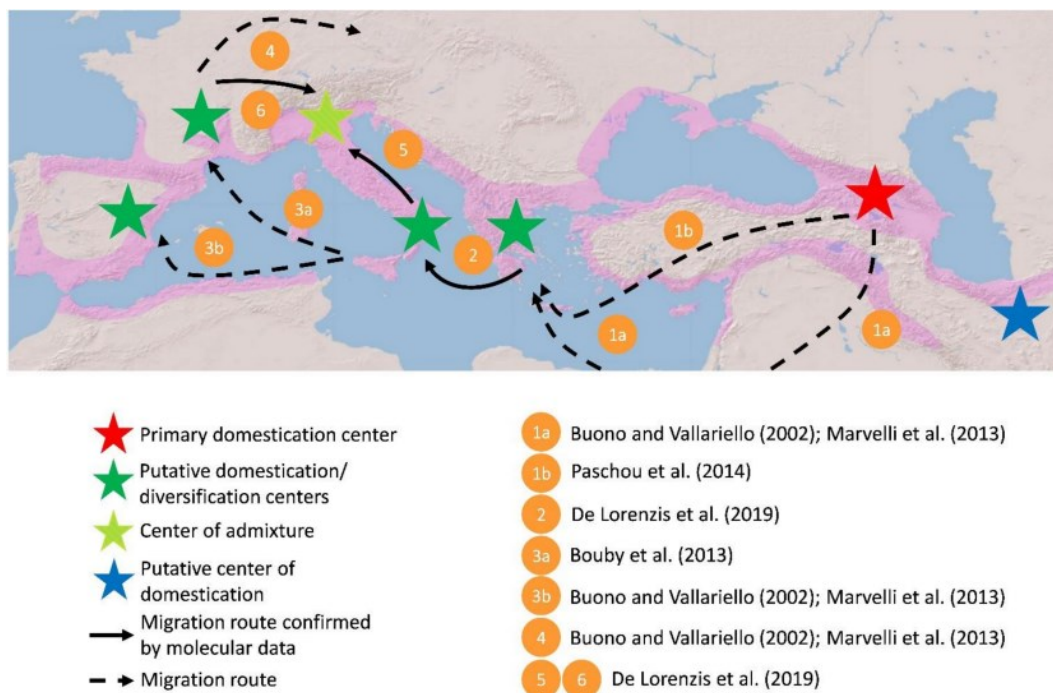 4
6
5
3a
3b
2
1b
1a
1a
Primary domestication center
Putative domestication/
diversification centers
Center of admixture
Putative center of
domestication
Migration route confirmed
by molecular data
Migration route
1a Buono and Vallariello (2002); Marvelli et al. (2013)
1b Paschou et al. (2014)
2 De Lorenzis et al. (2019)
3a Bouby et al. (2013)
3b Buono and Vallariello (2002); Marvelli et al. (2013)
4 Buono and Vallariello (2002); Marvelli et al. (2013)
5 6 De Lorenzis et al. (2019)